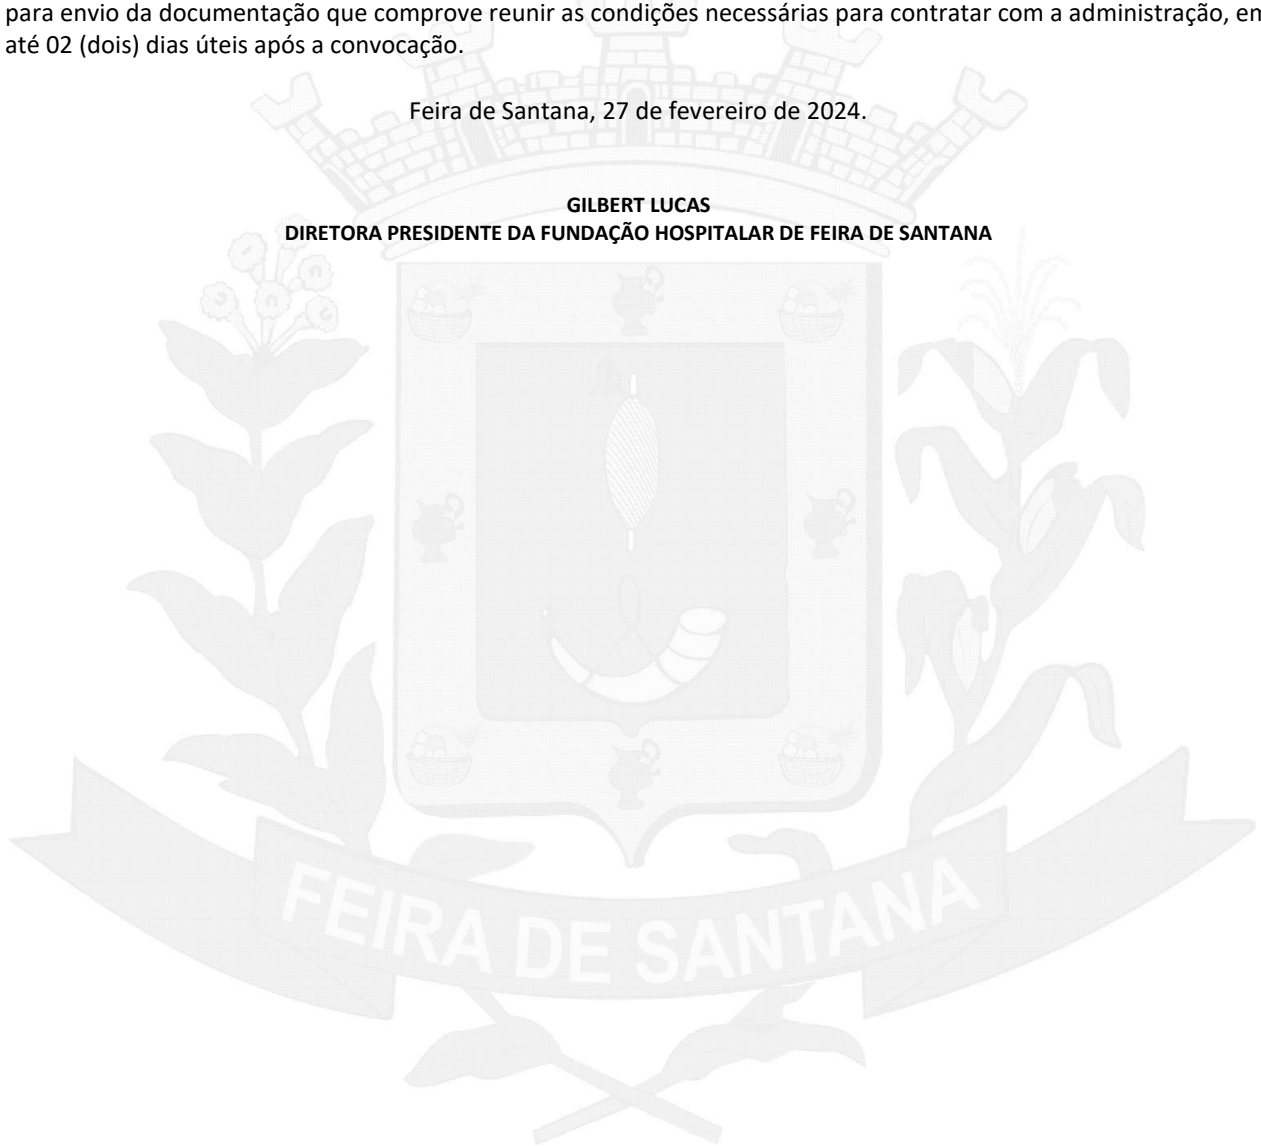 para envio da documentação que comprove reunir as condições necessárias para contratar com a administração, em
até 02 (dois) dias úteis após a convocação.
Feira de Santana, 27 de fevereiro de 2024.
GILBERT LUCAS
DIRETORA PRESIDENTE DA FUNDAÇÃO HOSPITALAR DE FEIRA DE SANTANA
FEIRA DE SANTANA